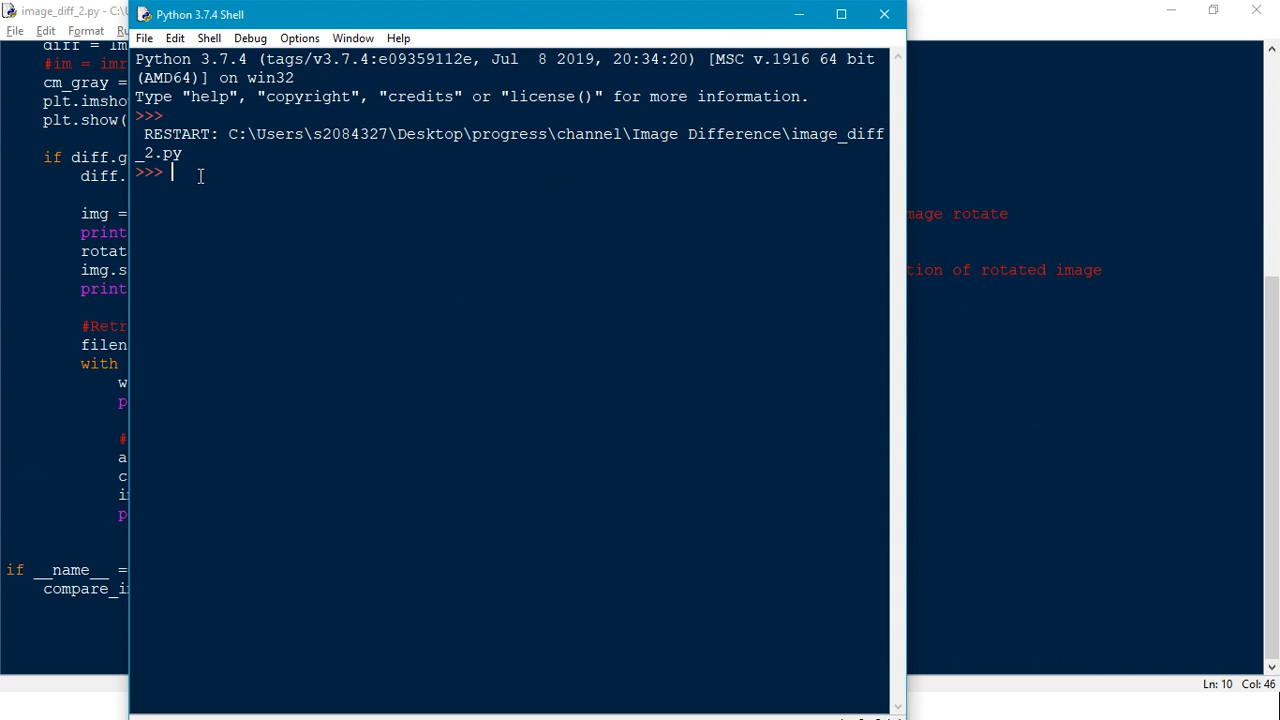 image_diff_2.py - C:\U
File Edit Format Ru
Python 3.7.4 Shell
File Edit Shell Debug Options Window Help
Python 3.7.4 (tags/v3.7.4:e09359112e, Jul  8 2019, 20:34:20) [MSC v.1916 64 bit
(AMD64)] on win32
Type "help", "copyright", "credits" or "license()" for more information.
>>>
 RESTART: C:\Users\s2084327\Desktop\progress\channel\Image Difference\image_diff
_2.py
>>>
diff = Im
#im = imr
cm_gray =
plt.imsho
plt.show(
if diff.g
diff.
img =
mage rotate
print
rotat
img.s
tion of rotated image
print
#Retr
filen
with
w
p
#
a
c
i
p
if __name__ =
compare_i
Ln: 10 Col: 46